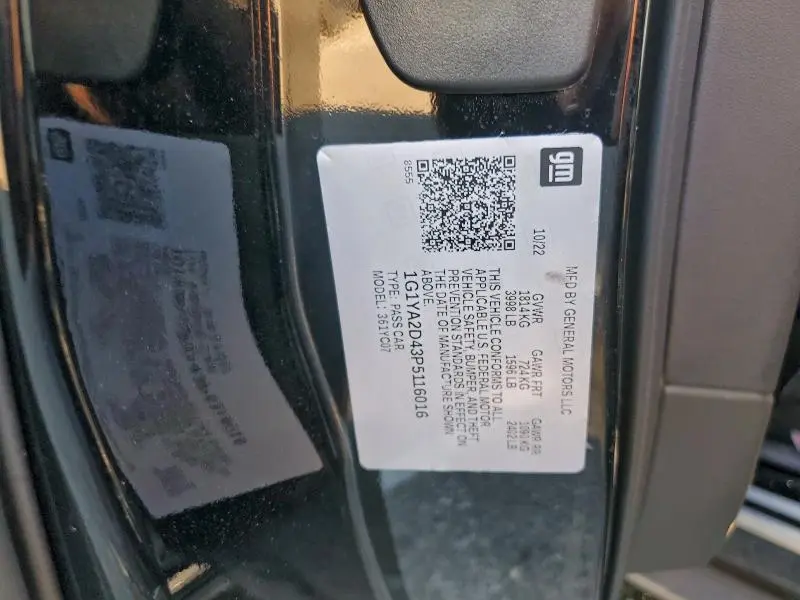 gm
MFD BY GENERAL MOTORS LLC
10/22
GVWR GAWR FRT GAWR RR
1814 KG 724 KG 1090 KG
3998 LB 1596 LB 2402 LB
THIS VEHICLE CONFORMS TO ALL
APPLICABLE U.S. FEDERAL MOTOR
VEHICLE SAFETY, BUMPER, AND THEFT
PREVENTION STANDARDS IN EFFECT ON
THE DATE OF MANUFACTURE SHOWN
ABOVE.
1G1YA2D43P5116016
TYPE: PASS CAR
MODEL: 361YC07
8565